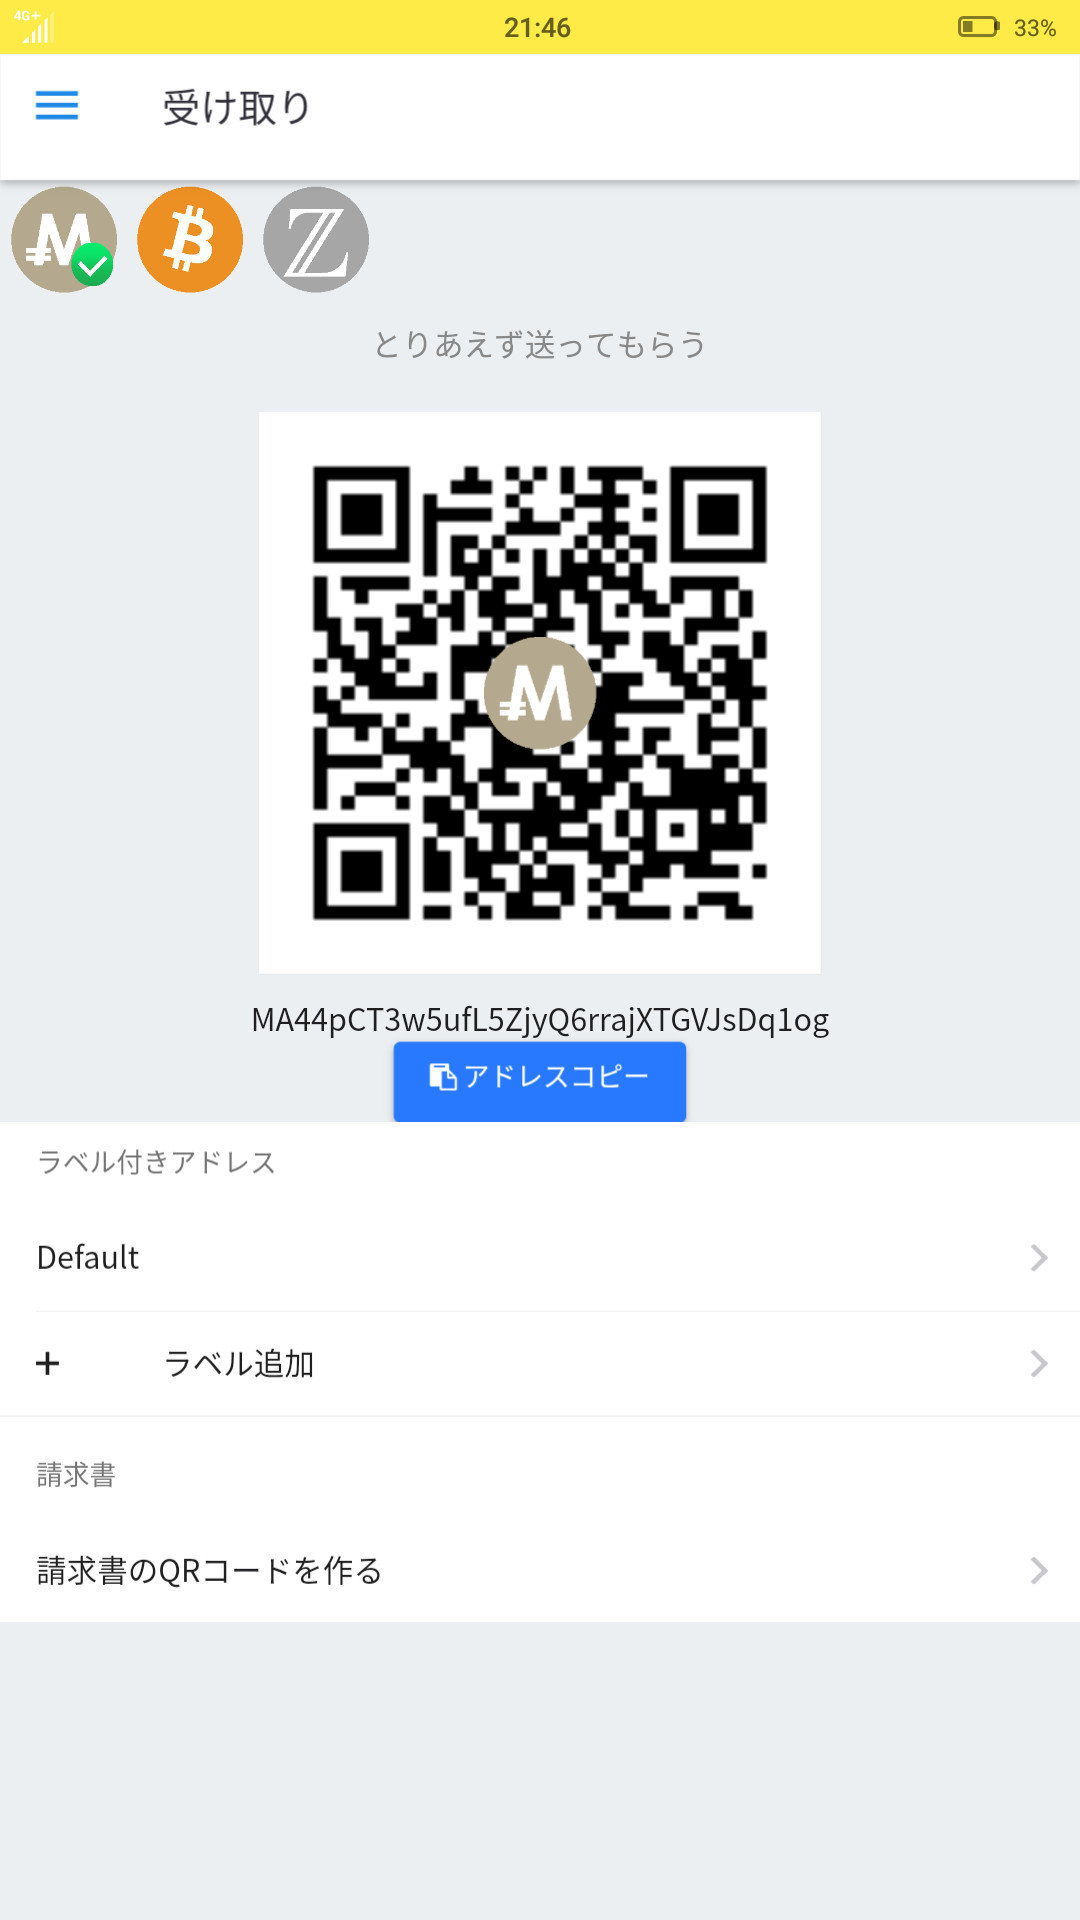 4G+
21:46
33%
受け取り
とりあえず送ってもらう
MA44pCT3w5ufL5ZjyQ6rrajXTGVJsDq1og
アドレスコピー
ラベル付きアドレス
Default
+ ラベル追加
請求書
請求書のQRコードを作る